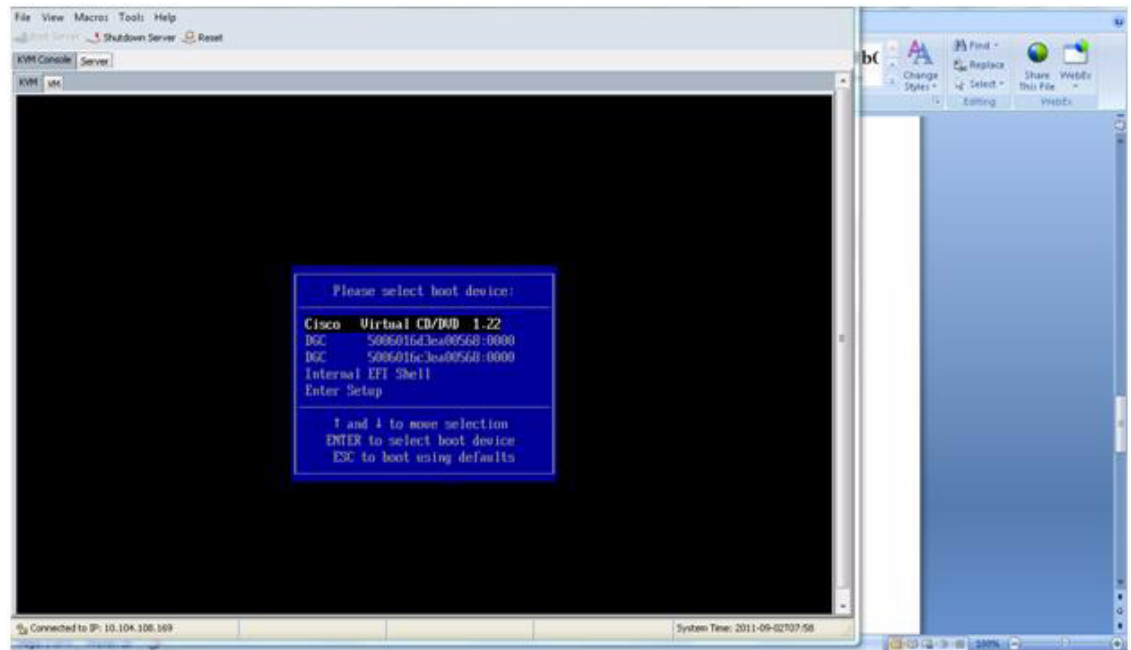 File View Macros Tools Help
Shutdown Server Reset
KVM Console Server
KVM VM
Please select boot device:
Cisco Virtual CD/DVD 1.22
DGC 5006016d3ea00568:0000
DGC 5006016c3ea00568:0000
Internal EFI Shell
Enter Setup
↑ and ↓ to move selection
ENTER to select boot device
ESC to boot using defaults
Connected to IP: 10.104.108.169
System Time: 2011-09-02T07:58
Change
Styles
Find
Replace
Select
Editing
Share
This File
WebEx
WebEx
100%